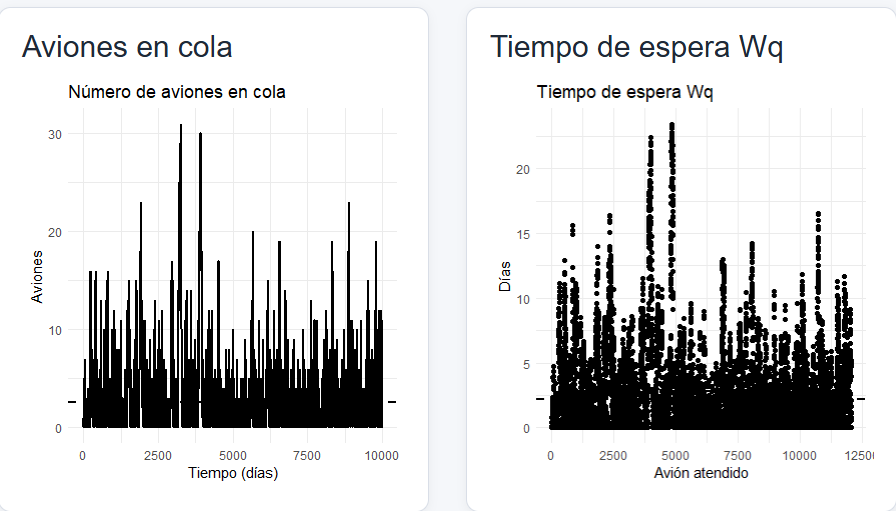 Aviones en cola
Número de aviones en cola
30
20
10
0
Aviones
0 2500 5000 7500 10000
Tiempo (días)
Tiempo de espera Wq
Tiempo de espera Wq
20
15
10
5
0
Días
0 2500 5000 7500 10000 12500
Avión atendido